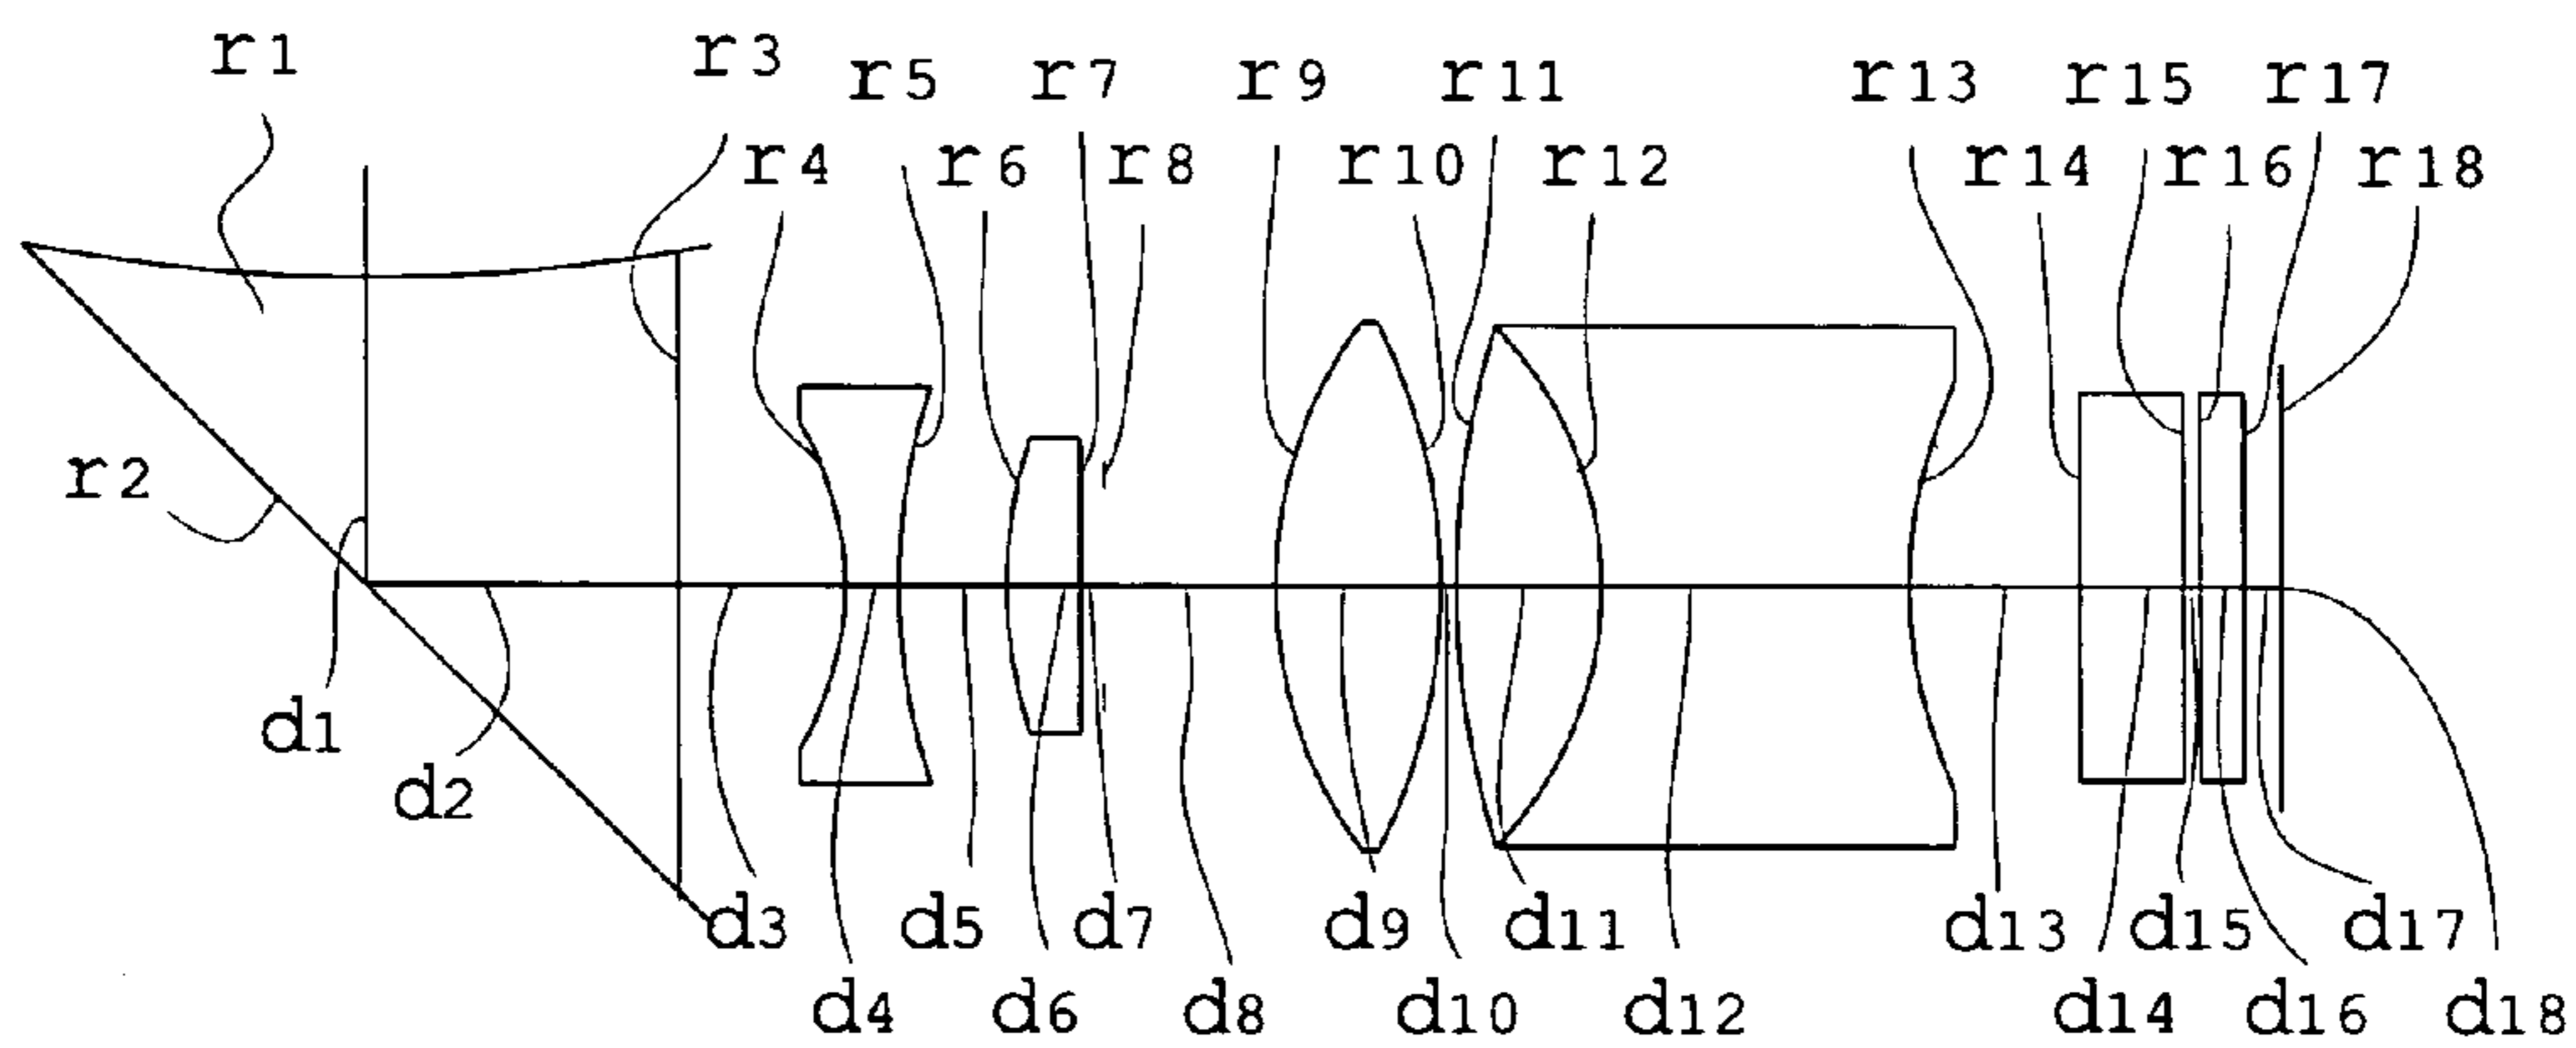 r1 r3 r5 r7 r9 r11 r13 r15 r17
r4 r6 r8 r10 r12 r14 r16 r18
r2
d1
d2
d3 d5 d7 d9 d11 d13 d15 d17
d4 d6 d8 d10 d12 d14 d16 d18